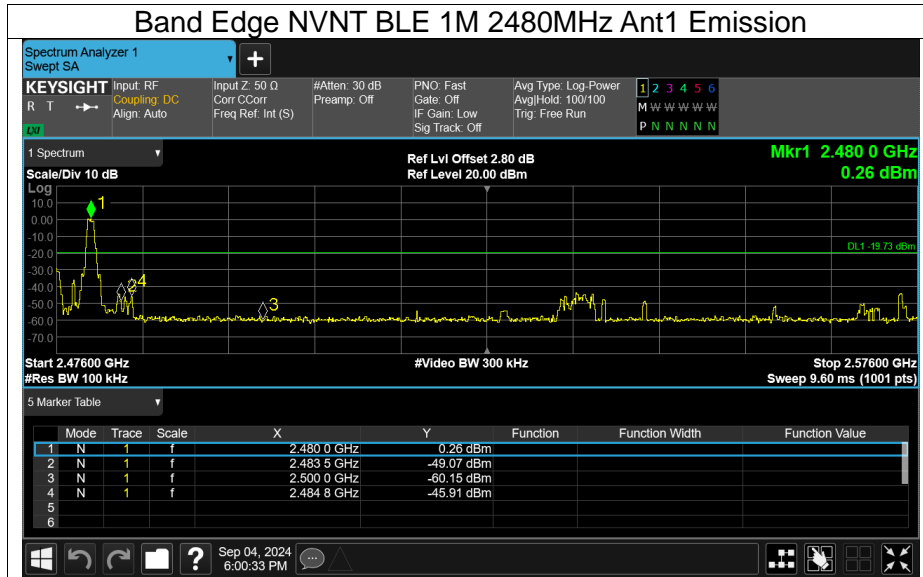 Band Edge NVNT BLE 1M 2480MHz Ant1 Emission
Spectrum Analyzer 1
Swept SA
+
KEYSIGHT
R T
LXI
Input: RF
Coupling: DC
Align: Auto
Input Z: 50 Ω
Corr CCorr
Freq Ref: Int (S)
#Atten: 30 dB
Preamp: Off
PNO: Fast
Gate: Off
IF Gain: Low
Sig Track: Off
Avg Type: Log-Power
Avg|Hold: 100/100
Trig: Free Run
1 2 3 4 5 6
M W W W W W
P N N N N N
1 Spectrum
Scale/Div 10 dB
Ref Lvl Offset 2.80 dB
Ref Level 20.00 dBm
Mkr1 2.480 0 GHz
0.26 dBm
Log
10.0
0.00
-10.0
-20.0
-30.0
-40.0
-50.0
-60.0
-70.0
1
2
4
3
DL1 -19.73 dBm
Start 2.47600 GHz
#Video BW 300 kHz
Stop 2.57600 GHz
#Res BW 100 kHz
Sweep 9.60 ms (1001 pts)
5 Marker Table
Mode Trace Scale X Y Function Function Width Function Value
1 N 1 f 2.480 0 GHz 0.26 dBm
2 N 1 f 2.483 5 GHz -49.07 dBm
3 N 1 f 2.500 0 GHz -60.15 dBm
4 N 1 f 2.484 8 GHz -45.91 dBm
5
6
?
Sep 04, 2024
6:00:33 PM